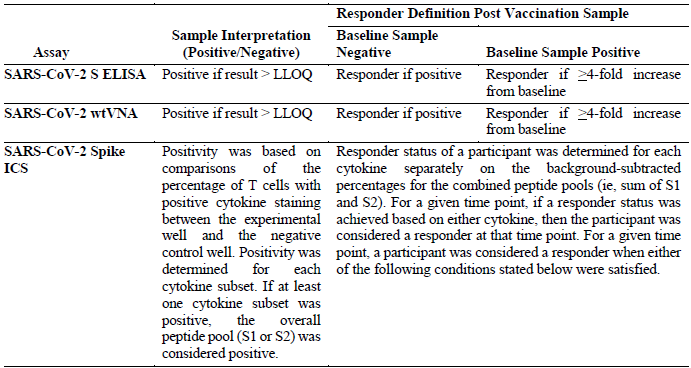 Responder Definition Post Vaccination Sample
Assay
Sample Interpretation
(Positive/Negative)
Baseline Sample
Negative
Baseline Sample Positive
SARS-CoV-2 S ELISA
Positive if result > LLOQ
Responder if positive
Responder if ≥4-fold increase
from baseline
SARS-CoV-2 wtVNA
Positive if result > LLOQ
Responder if positive
Responder if ≥4-fold increase
from baseline
SARS-CoV-2 Spike
ICS
Positivity was based on
comparisons of the
percentage of T cells with
positive cytokine staining
between the experimental
well and the negative
control well. Positivity was
determined for each
cytokine subset. If at least
one cytokine subset was
positive, the overall
peptide pool (S1 or S2) was
considered positive.
Responder status of a participant was determined for each
cytokine separately on the background-subtracted
percentages for the combined peptide pools (ie, sum of S1
and S2). For a given time point, if a responder status was
achieved based on either cytokine, then the participant was
considered a responder at that time point. For a given time
point, a participant was considered a responder when either
of the following conditions stated below were satisfied.